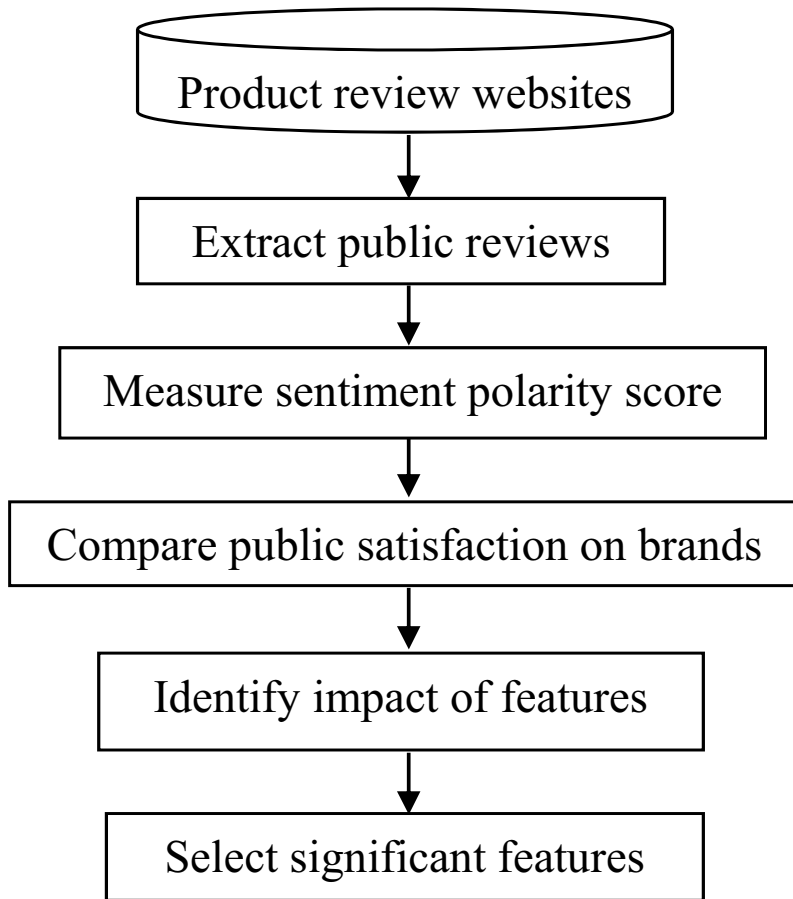 Product review websites
Extract public reviews
Measure sentiment polarity score
Compare public satisfaction on brands
Identify impact of features
Select significant features